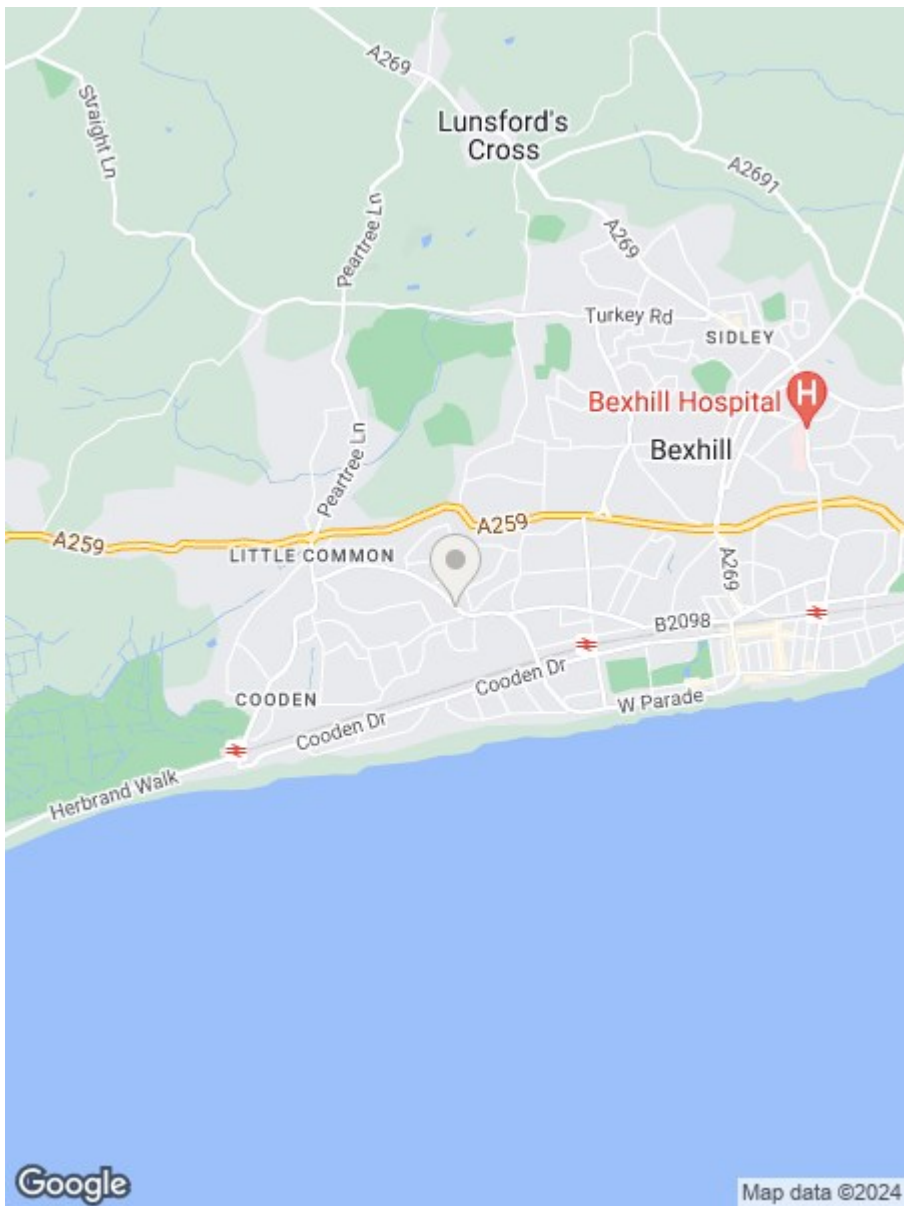 A269
Lunsford's
Cross
Straight Ln
A2691
Peartree Ln
A269
Turkey Rd
SIDLEY
Bexhill Hospital
H
Bexhill
Peartree Ln
A259
A259
LITTLE COMMON
A269
B2098
COODEN
Cooden Dr
W Parade
Cooden Dr
Herbrand Walk
Google
Map data ©2024